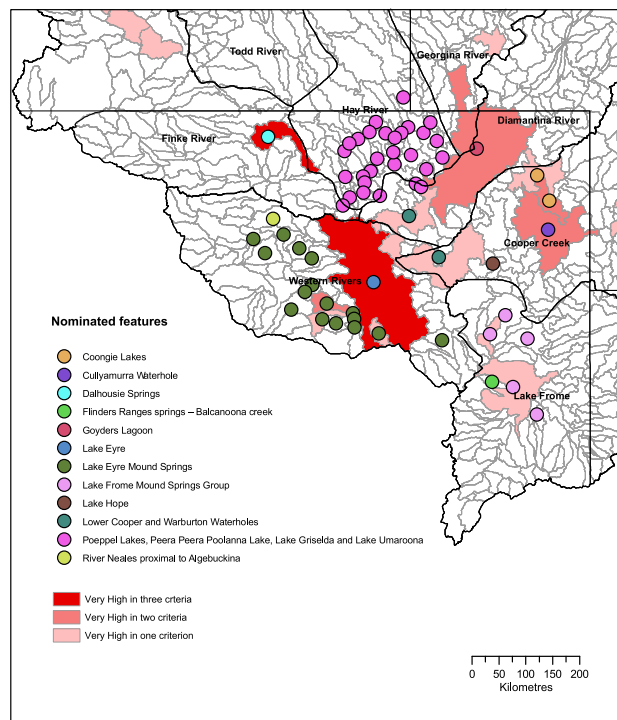 Todd River
Georgina River
Hay River
Diamantina River
Finke River
Cooper Creek
Western Rivers
Lake Frome
Nominated features
Coongie Lakes
Cullyamurra Waterhole
Dalhousie Springs
Flinders Ranges springs – Balcanoona creek
Goyders Lagoon
Lake Eyre
Lake Eyre Mound Springs
Lake Frome Mound Springs Group
Lake Hope
Lower Cooper and Warburton Waterholes
Poeppel Lakes, Peera Peera Poolanna Lake, Lake Griselda and Lake Umaroona
River Neales proximal to Algebuckina
Very High in three crteria
Very High in two criteria
Very High in one criterion
0 50 100 150 200
Kilometres